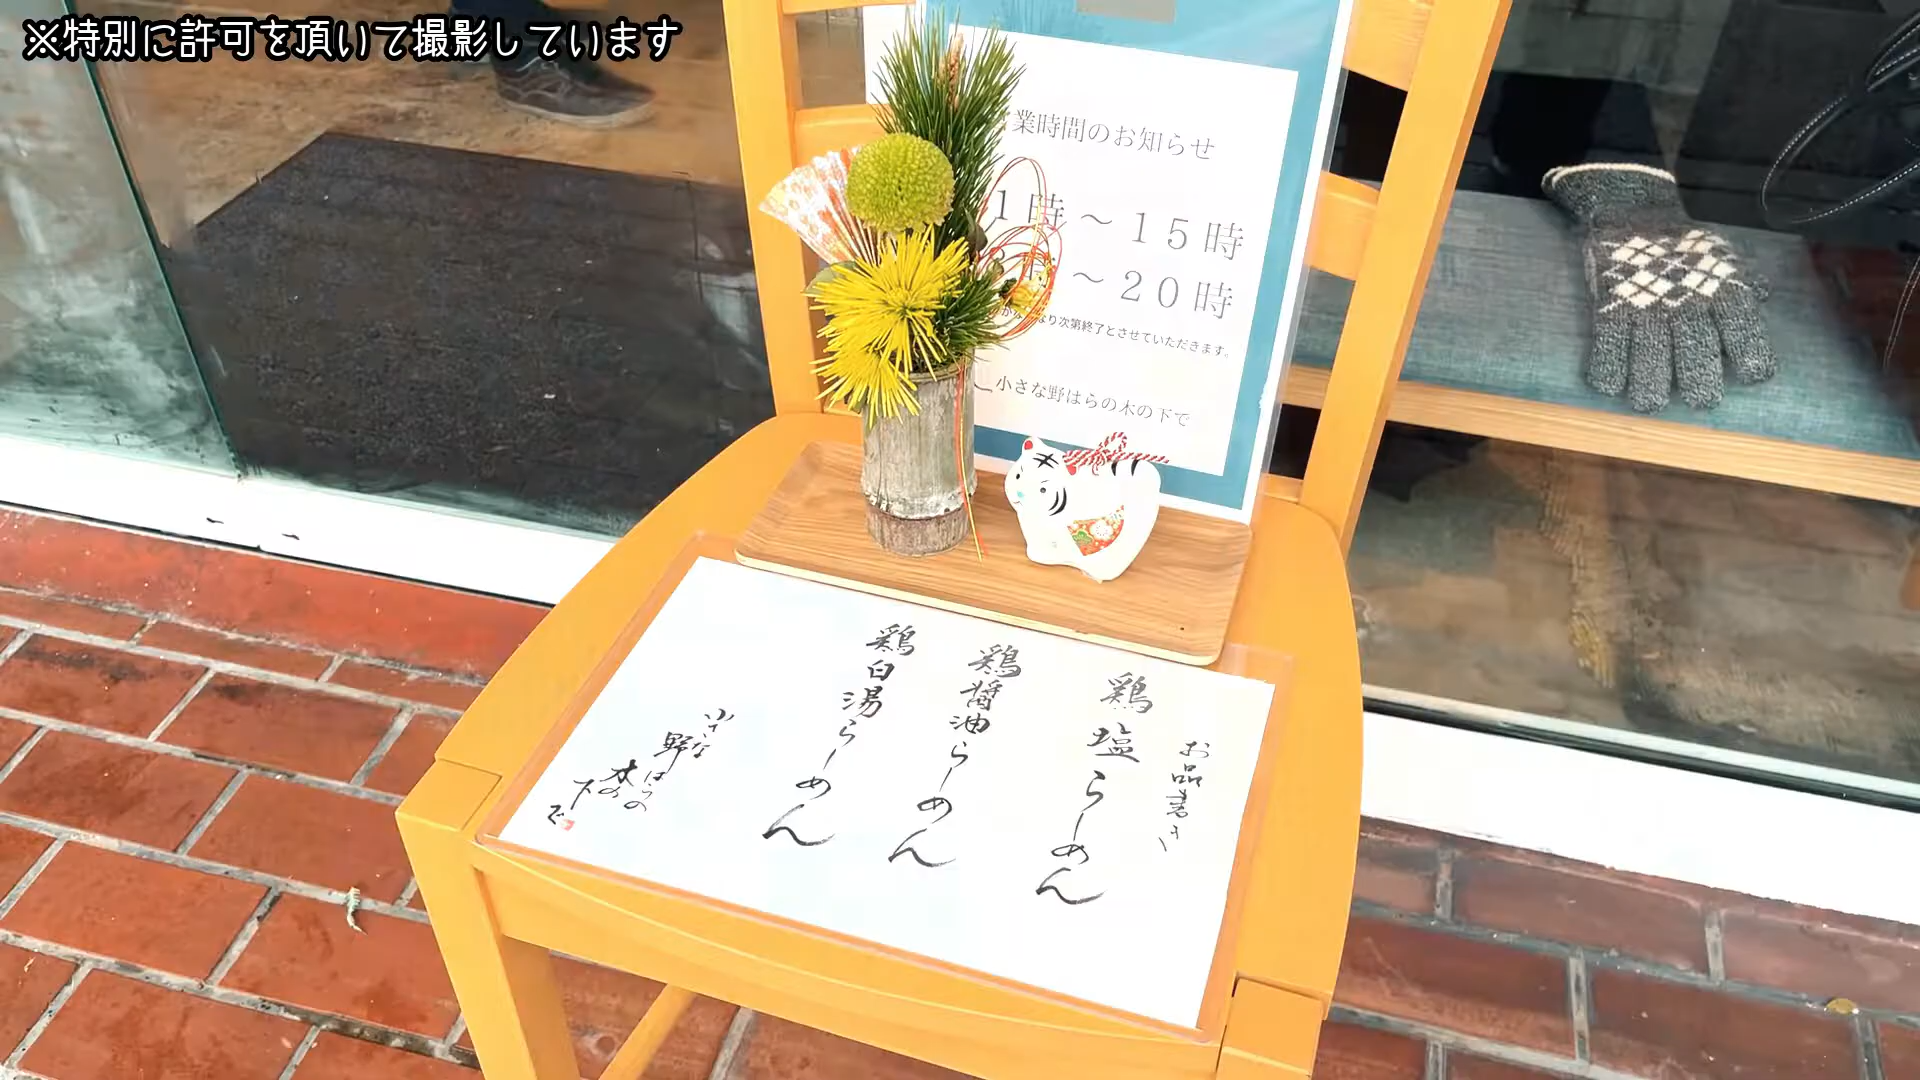 ※特別に許可を頂いて撮影しています
業時間のお知らせ
1時～15時
～20時
なり次第終了とさせていただきます。
小さな野はらの木の下で
お品書き
鶏塩らーめん
鶏醤油らーめん
鶏白湯らーめん
小さな
野はらの
木の
下で